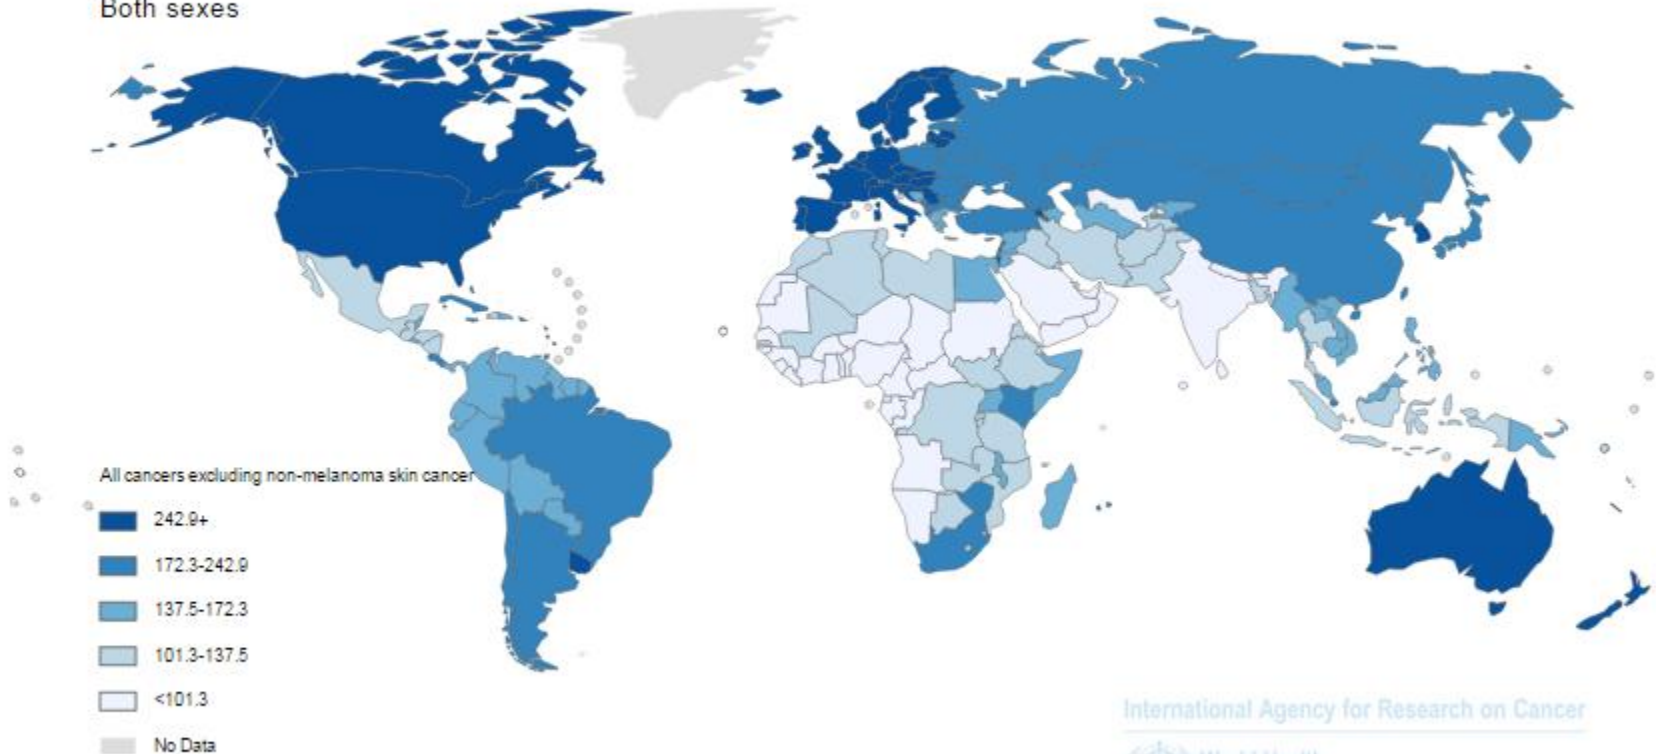 Both sexes
All cancers excluding non-melanoma skin cancer
242.9+
172.3-242.9
137.5-172.3
101.3-137.5
<101.3
No Data
International Agency for Research on Cancer